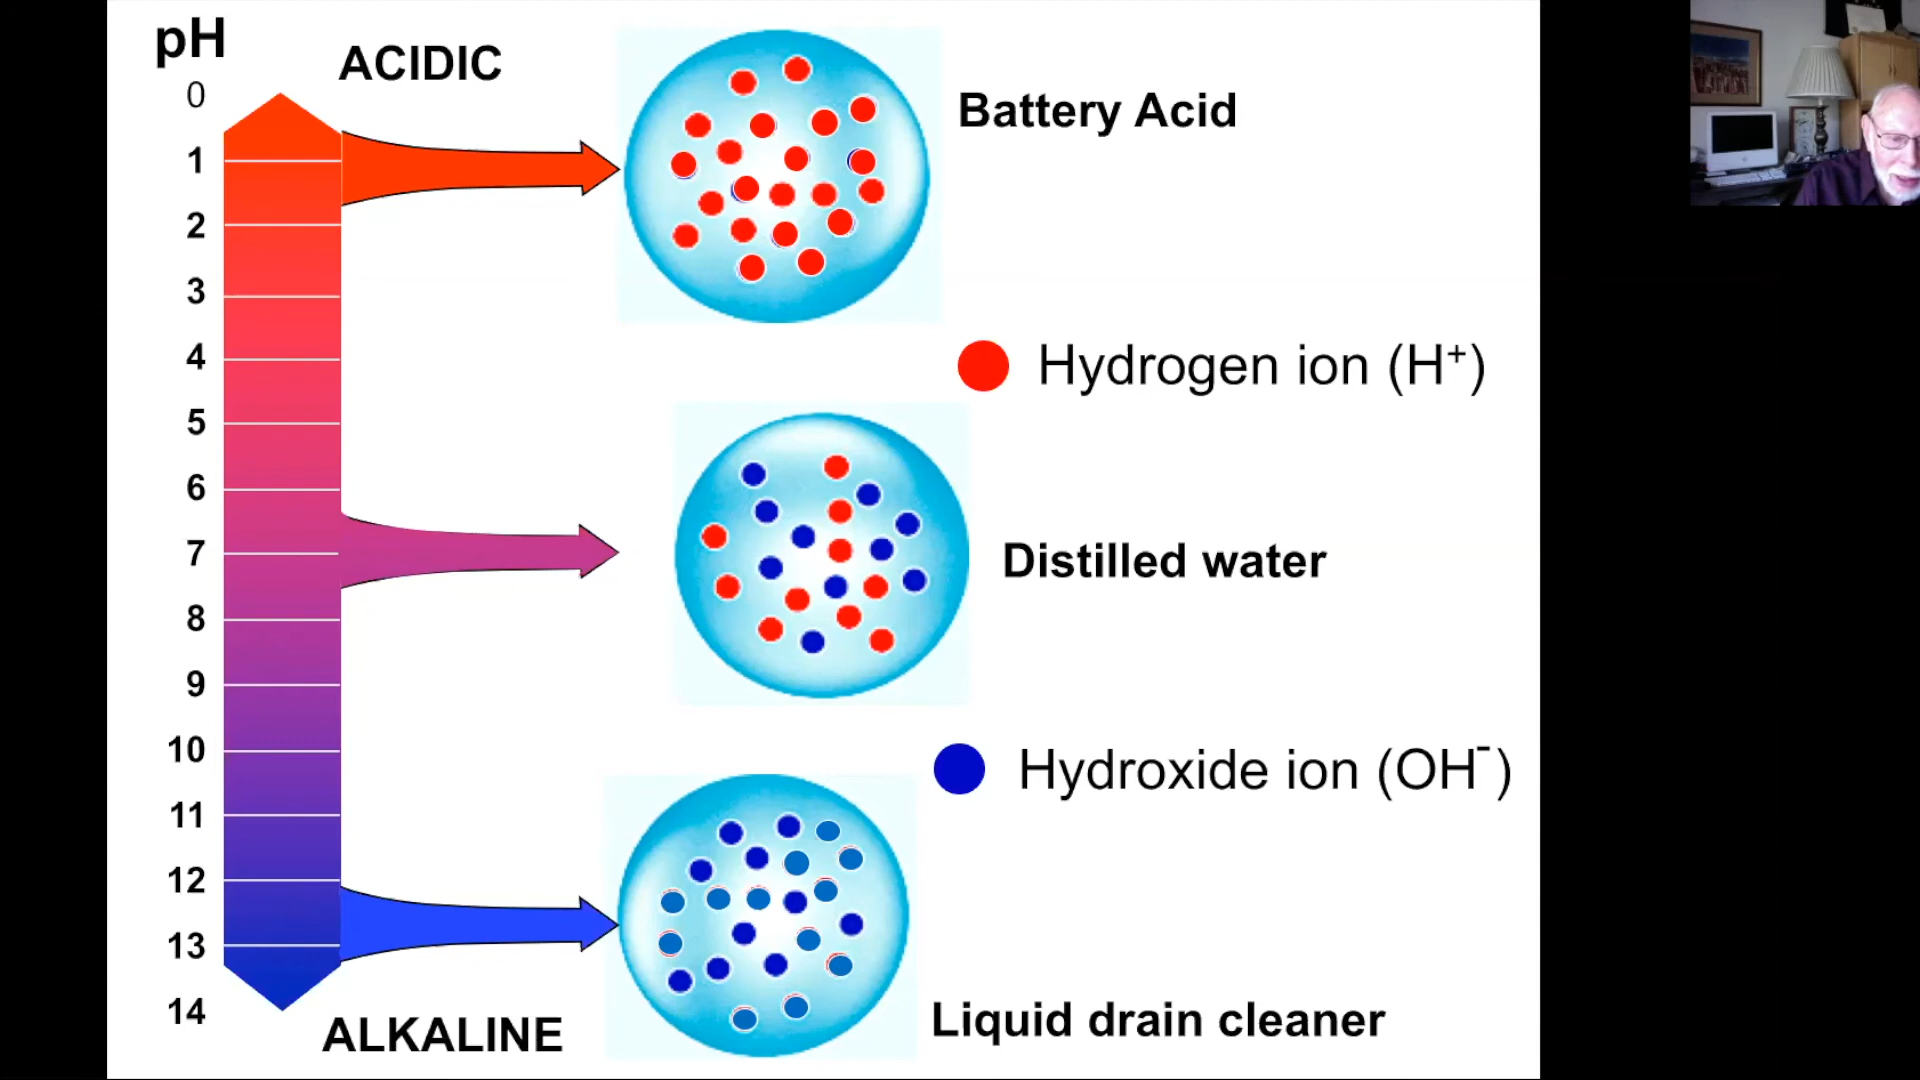 pH
ACIDIC
0
1
2
3
4
5
6
7
8
9
10
11
12
13
14
ALKALINE
Battery Acid
Hydrogen ion (H⁺)
Distilled water
Hydroxide ion (OH⁻)
Liquid drain cleaner